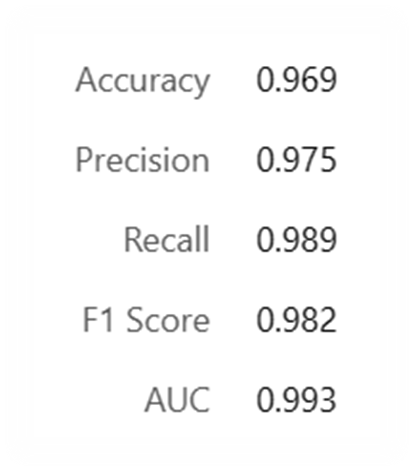 Accuracy 0.969
Precision 0.975
Recall 0.989
F1 Score 0.982
AUC 0.993